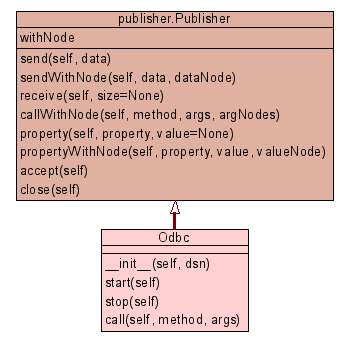 publisher.Publisher
withNode
send(self, data)
sendWithNode(self, data, dataNode)
receive(self, size=None)
callWithNode(self, method, args, argNodes)
property(self, property, value=None)
propertyWithNode(self, property, value, valueNode)
accept(self)
close(self)
Odbc
__init__(self, dsn)
start(self)
stop(self)
call(self, method, args)